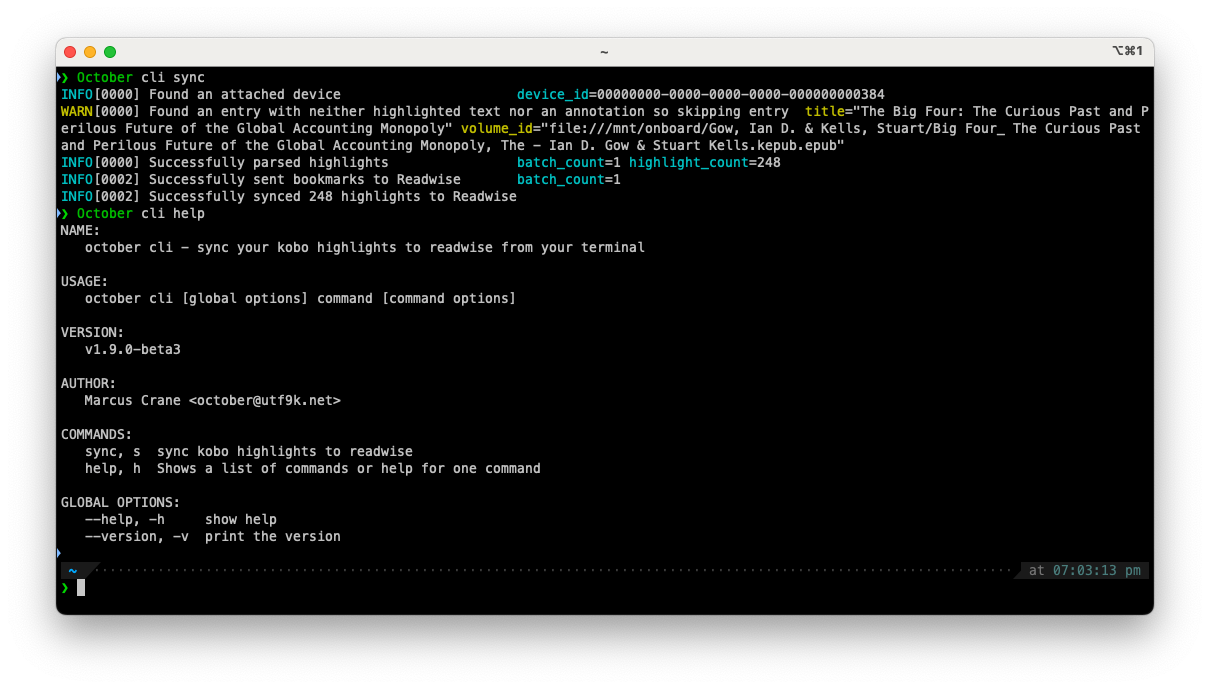 ~ ⌥⌘1
❯ October cli sync
INFO[0000] Found an attached device                      device_id=00000000-0000-0000-0000-000000000384
WARN[0000] Found an entry with neither highlighted text nor an annotation so skipping entry  title="The Big Four: The Curious Past and P
erilous Future of the Global Accounting Monopoly" volume_id="file:///mnt/onboard/Gow, Ian D. & Kells, Stuart/Big Four_ The Curious Past
and Perilous Future of the Global Accounting Monopoly, The - Ian D. Gow & Stuart Kells.kepub.epub"
INFO[0000] Successfully parsed highlights                batch_count=1 highlight_count=248
INFO[0002] Successfully sent bookmarks to Readwise       batch_count=1
INFO[0002] Successfully synced 248 highlights to Readwise
❯ October cli help
NAME:
   october cli - sync your kobo highlights to readwise from your terminal

USAGE:
   october cli [global options] command [command options]

VERSION:
   v1.9.0-beta3

AUTHOR:
   Marcus Crane <october@utf9k.net>

COMMANDS:
   sync, s  sync kobo highlights to readwise
   help, h  Shows a list of commands or help for one command

GLOBAL OPTIONS:
   --help, -h     show help
   --version, -v  print the version
~ at 07:03:13 pm
❯